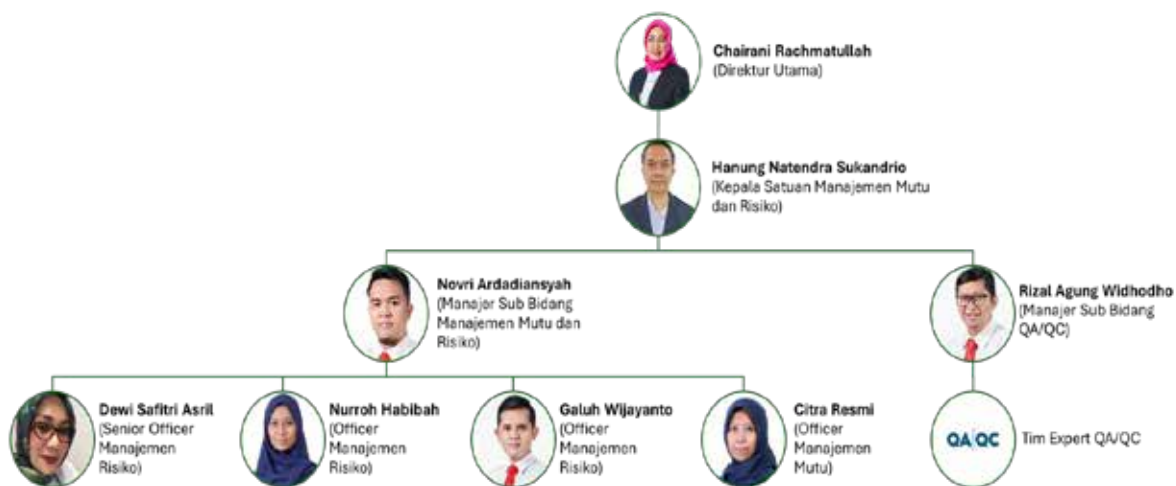 Chairani Rachmatullah
(Direktur Utama)
Hanung Natendra Sukandrio
(Kepala Satuan Manajemen Mutu
dan Risiko)
Novri Ardadiansyah
(Manajer Sub Bidang
Manajemen Mutu dan
Risiko)
Rizal Agung Widhodho
(Manajer Sub Bidang
QA/QC)
Dewi Safitri Asril
(Senior Officer
Manajemen
Risiko)
Nurroh Habibah
(Officer
Manajemen
Risiko)
Galuh Wijayanto
(Officer
Manajemen
Risiko)
Citra Resmi
(Officer
Manajemen
Mutu)
QA/QC
Tim Expert QA/QC